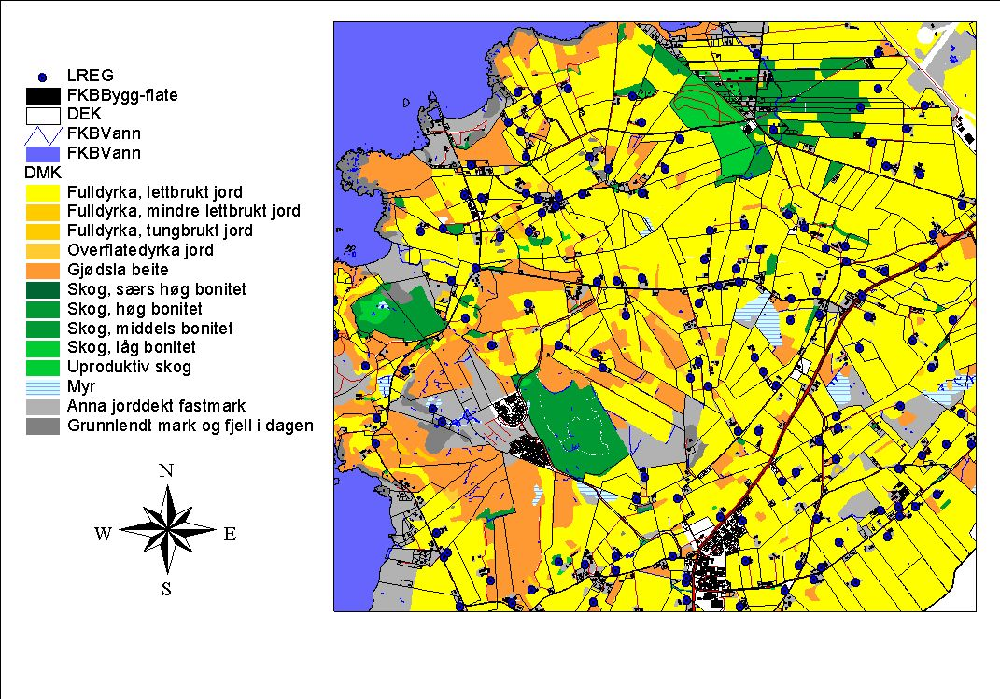 LREG
FKBBygg-flate
DEK
FKBVann
FKBVann
DMK
Fulldyrka, lettbrukt jord
Fulldyrka, mindre lettbrukt jord
Fulldyrka, tungbrukt jord
Overflatedyrka jord
Gjødsla beite
Skog, særs høg bonitet
Skog, høg bonitet
Skog, middels bonitet
Skog, låg bonitet
Uproduktiv skog
Myr
Anna jorddekt fastmark
Grunnlendt mark og fjell i dagen
N
W E
S